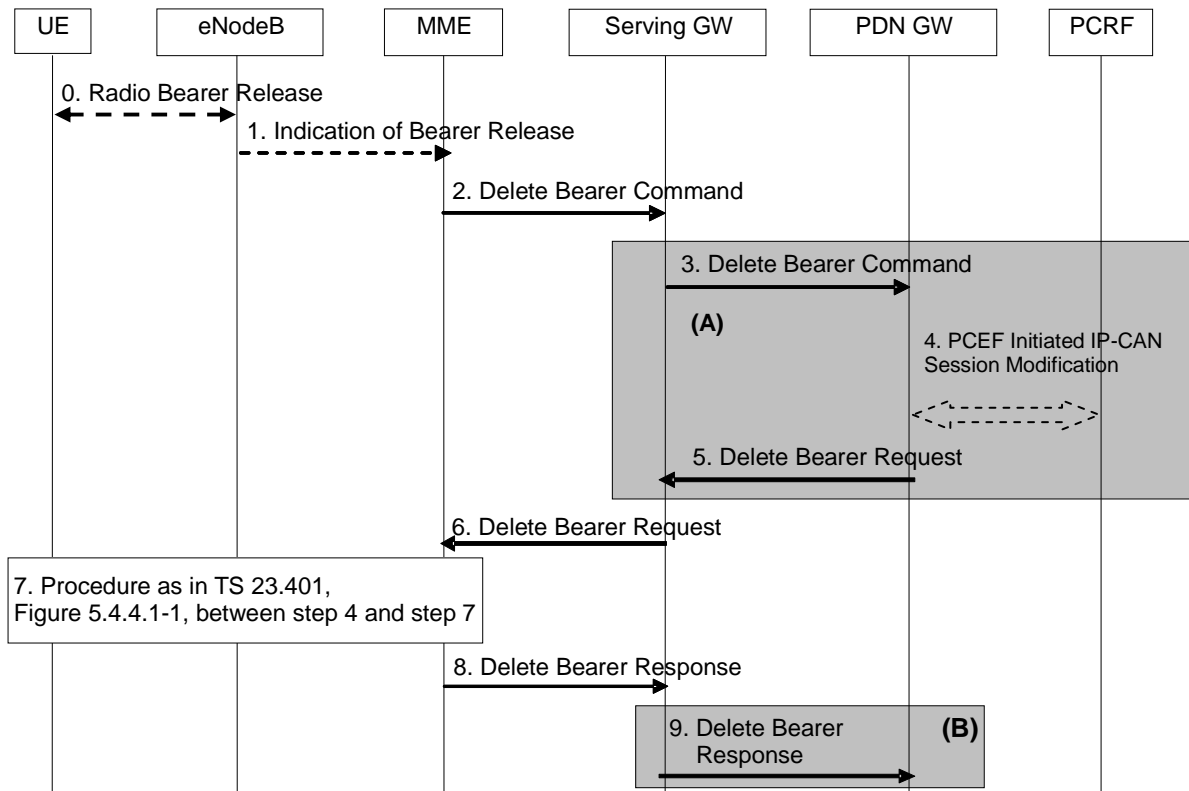 UE eNodeB MME Serving GW PDN GW PCRF
0. Radio Bearer Release
1. Indication of Bearer Release
2. Delete Bearer Command
3. Delete Bearer Command
(A)
4. PCEF Initiated IP-CAN
Session Modification
5. Delete Bearer Request
6. Delete Bearer Request
7. Procedure as in TS 23.401,
Figure 5.4.4.1-1, between step 4 and step 7
8. Delete Bearer Response
9. Delete Bearer
Response
(B)